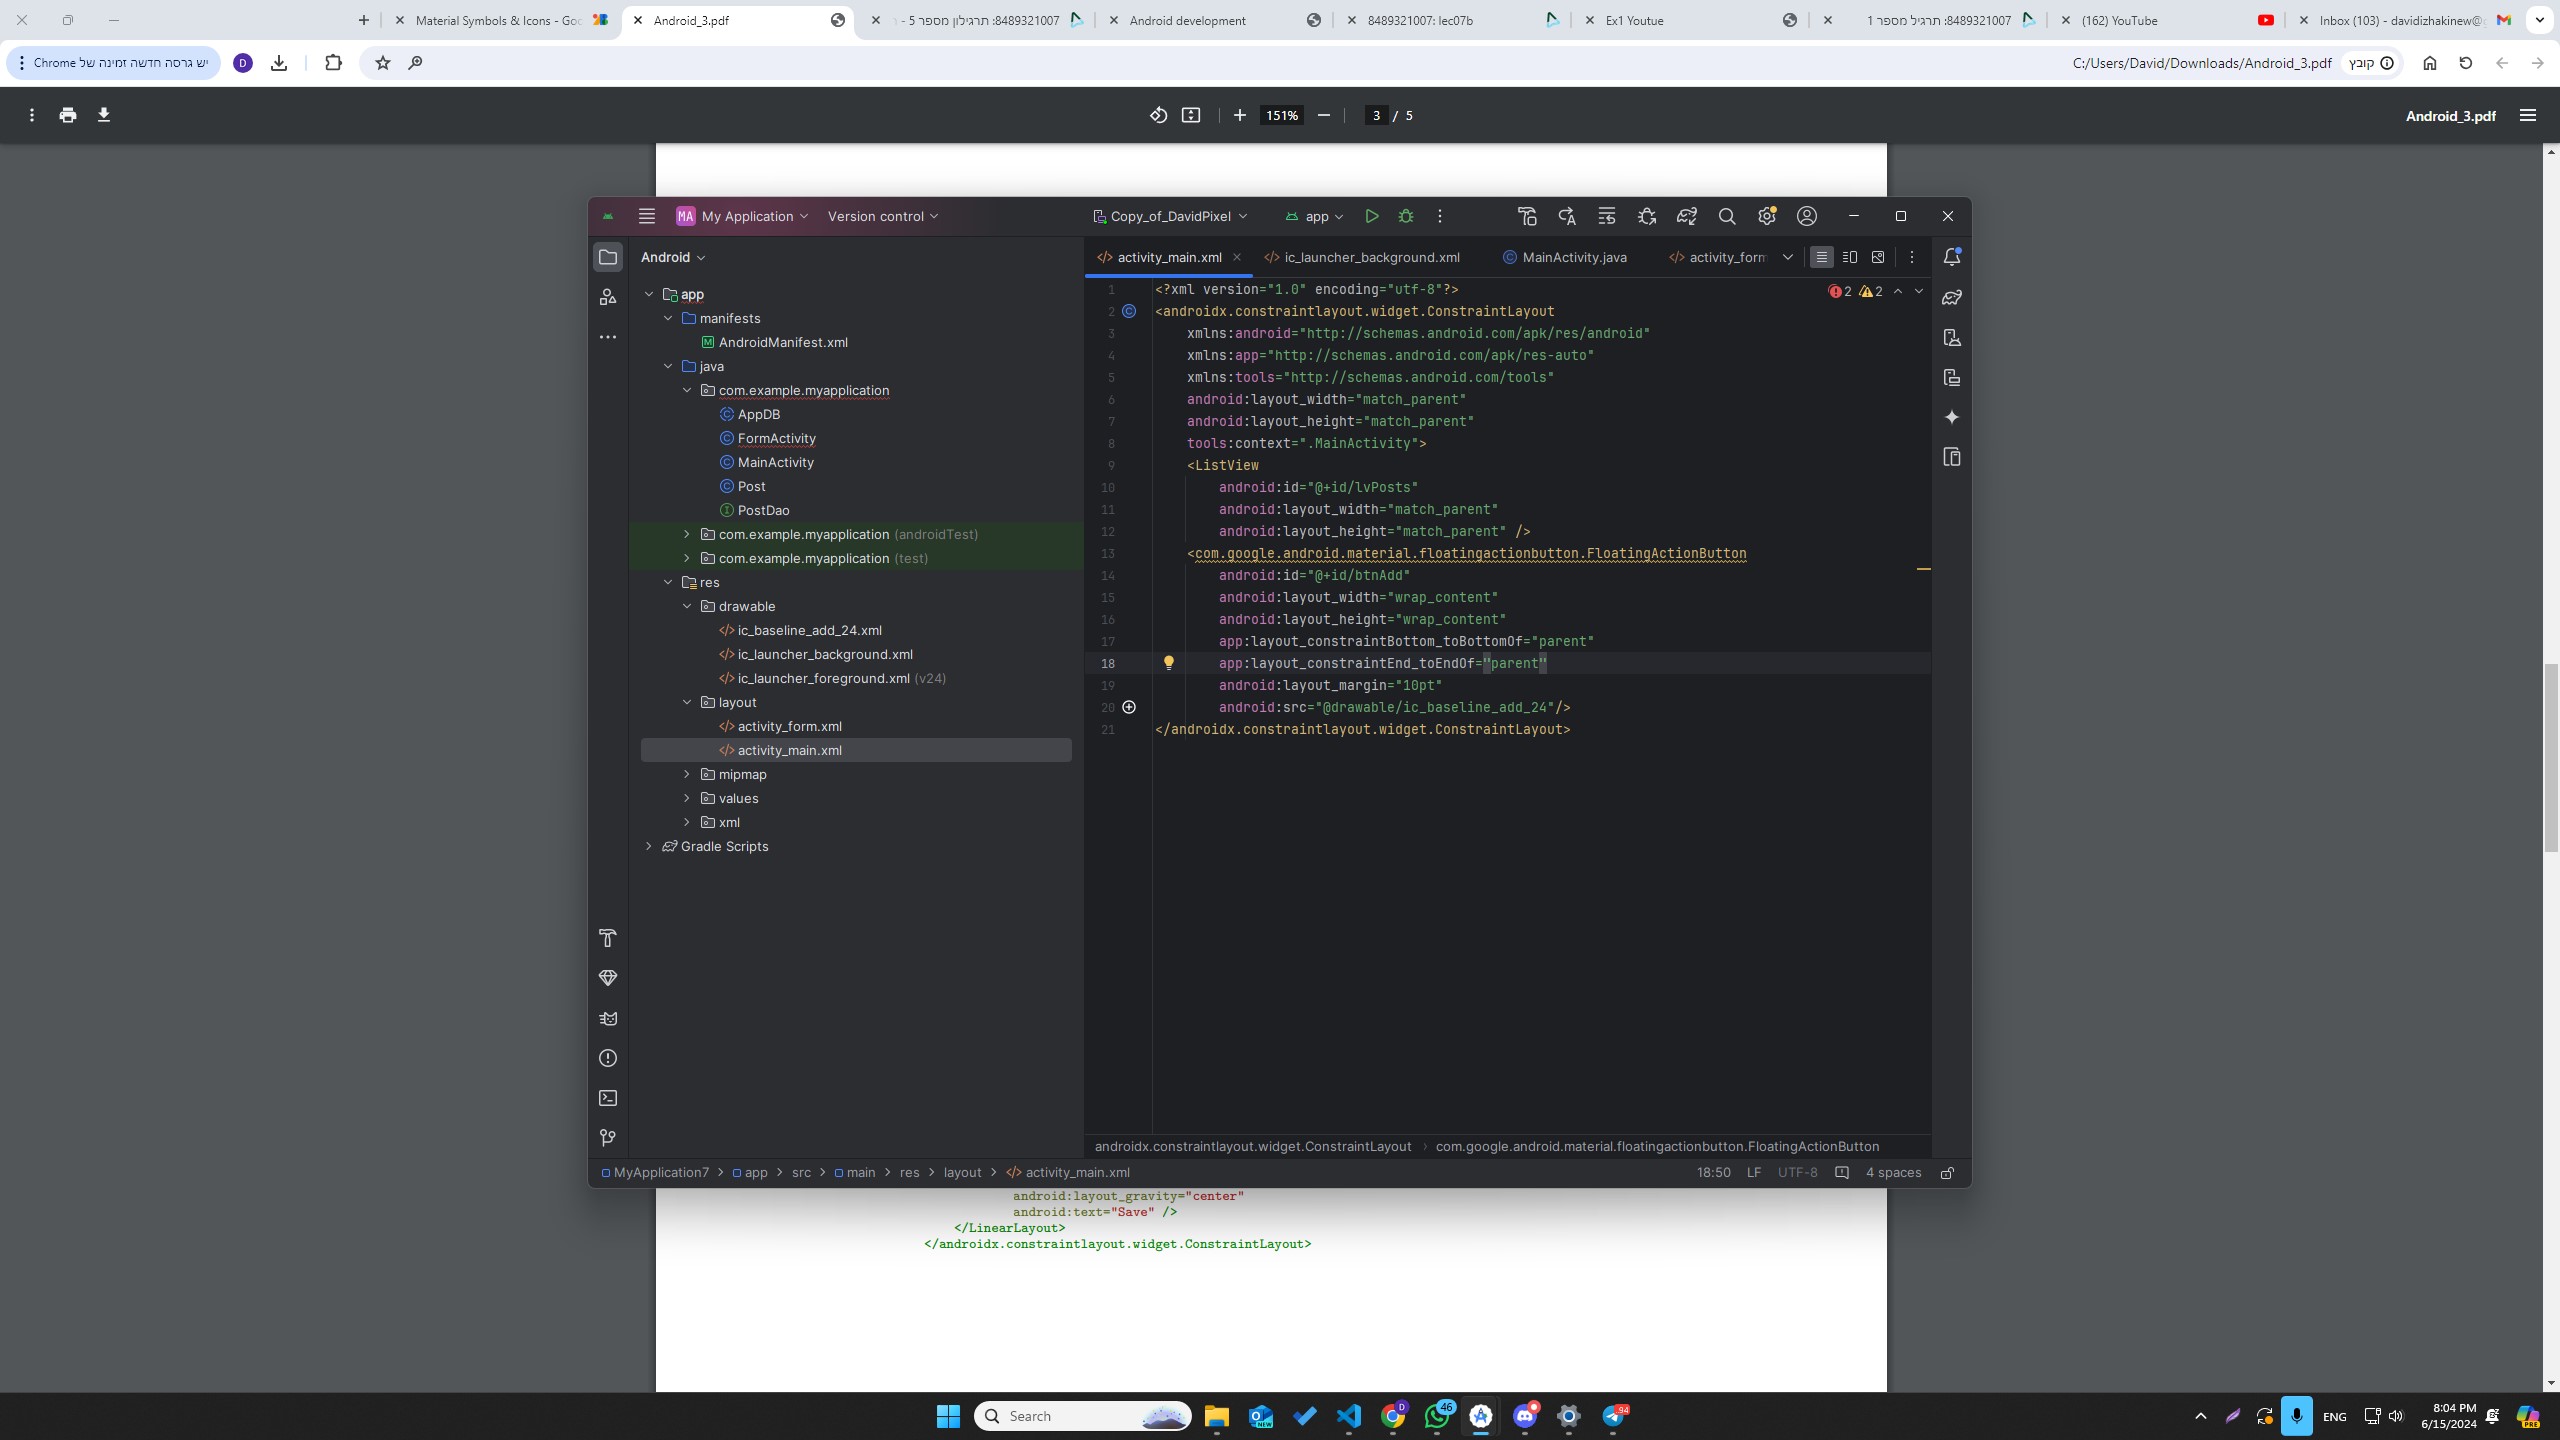 Material Symbols & Icons - Goo
Android_3.pdf
8489321007: תרגילון מספר 5 -
Android development
8489321007: lec07b
Ex1 Youtue
8489321007: תרגיל מספר 1
(162) YouTube
Inbox (103) - davidizhakinew@g
יש גרסה חדשה זמינה של Chrome
D
C:/Users/David/Downloads/Android_3.pdf
קובץ
151%
3 / 5
Android_3.pdf
MA My Application
Version control
Copy_of_DavidPixel
app
Android
activity_main.xml
ic_launcher_background.xml
MainActivity.java
activity_form
app
manifests
AndroidManifest.xml
java
com.example.myapplication
AppDB
FormActivity
MainActivity
Post
PostDao
com.example.myapplication (androidTest)
com.example.myapplication (test)
res
drawable
ic_baseline_add_24.xml
ic_launcher_background.xml
ic_launcher_foreground.xml (v24)
layout
activity_form.xml
activity_main.xml
mipmap
values
xml
Gradle Scripts
2 2
1 <?xml version="1.0" encoding="utf-8"?>
2 <androidx.constraintlayout.widget.ConstraintLayout
3 xmlns:android="http://schemas.android.com/apk/res/android"
4 xmlns:app="http://schemas.android.com/apk/res-auto"
5 xmlns:tools="http://schemas.android.com/tools"
6 android:layout_width="match_parent"
7 android:layout_height="match_parent"
8 tools:context=".MainActivity">
9 <ListView
10 android:id="@+id/lvPosts"
11 android:layout_width="match_parent"
12 android:layout_height="match_parent" />
13 <com.google.android.material.floatingactionbutton.FloatingActionButton
14 android:id="@+id/btnAdd"
15 android:layout_width="wrap_content"
16 android:layout_height="wrap_content"
17 app:layout_constraintBottom_toBottomOf="parent"
18 app:layout_constraintEnd_toEndOf="parent"
19 android:layout_margin="10pt"
20 android:src="@drawable/ic_baseline_add_24"/>
21 </androidx.constraintlayout.widget.ConstraintLayout>
androidx.constraintlayout.widget.ConstraintLayout
com.google.android.material.floatingactionbutton.FloatingActionButton
MyApplication7 > app > src > main > res > layout > activity_main.xml
18:50 LF UTF-8 4 spaces
android:layout_gravity="center"
android:text="Save" />
</LinearLayout>
</androidx.constraintlayout.widget.ConstraintLayout>
Search
D
46
94
ENG
8:04 PM
6/15/2024
PRE